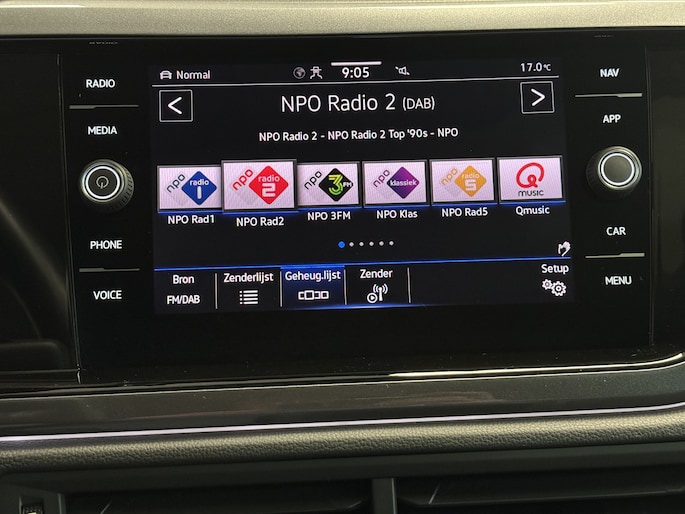 RADIO
MEDIA
PHONE
VOICE
NAV
APP
CAR
MENU
Normal
9:05
17.0°C
< NPO Radio 2 (DAB) >
NPO Radio 2 - NPO Radio 2 Top '90s - NPO
npo radio 1
npo radio 2
npo 3FM
npo klassiek
npo radio 5
Q MUSIC
NPO Rad1
NPO Rad2
NPO 3FM
NPO Klas
NPO Rad5
Qmusic
Bron
FM/DAB
Zenderlijst
Geheug.lijst
Zender
Setup